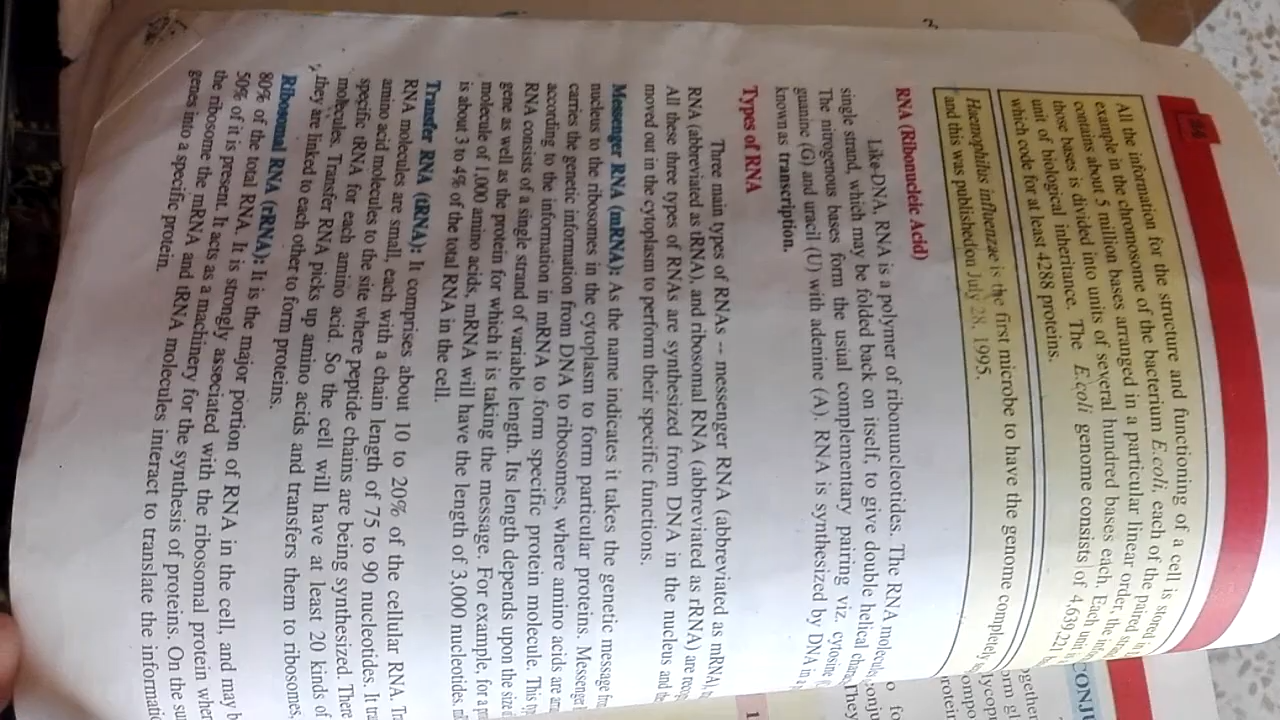 44
All the information for the structure and functioning of a cell is stored in
example in the chromosome of the bacterium E.coli, each of the paired
contains about 5 million bases arranged in a particular linear order, the
those bases is divided into units of several hundred bases each. Each unit
unit of biological inheritance. The E.coli genome consists of 4,639,221
which code for at least 4288 proteins.
Haemophilus influenzae is the first microbe to have the genome completely
and this was published on July 28, 1995.
RNA (Ribonucleic Acid)
Like DNA, RNA is a polymer of ribonuncleotides. The RNA molecule
single strand, which may be folded back on itself, to give double helical
The nitrogenous bases form the usual complementary pairing viz. cytosine
guanine (G) and uracil (U) with adenine (A). RNA is synthesized by DNA in
known as transcription.
Types of RNA
Three main types of RNAs -- messenger RNA (abbreviated as mRNA),
RNA (abbreviated as tRNA), and ribosomal RNA (abbreviated as rRNA) are
All these three types of RNAs are synthesized from DNA in the nucleus and
moved out in the cytoplasm to perform their specific functions.
Messenger RNA (mRNA): As the name indicates it takes the genetic message
nucleus to the ribosomes in the cytoplasm to form particular proteins. Messenger
carries the genetic information from DNA to ribosomes, where amino acids are
according to the information in mRNA to form specific protein molecule. This
RNA consists of a single strand of variable length. Its length depends upon the size
gene as well as the protein for which it is taking the message. For example, for a
molecule of 1,000 amino acids, mRNA will have the length of 3,000 nucleotides.
is about 3 to 4% of the total RNA in the cell.
Transfer RNA (tRNA): It comprises about 10 to 20% of the cellular RNA.
RNA molecules are small, each with a chain length of 75 to 90 nucleotides. It
amino acid molecules to the site where peptide chains are being synthesized. There
specific tRNA for each amino acid. So the cell will have at least 20 kinds of
molecules. Transfer RNA picks up amino acids and transfers them to ribosomes,
they are linked to each other to form proteins.
Ribosomal RNA (rRNA): It is the major portion of RNA in the cell, and may
80% of the total RNA. It is strongly associated with the ribosomal protein where
50% of it is present. It acts as a machinery for the synthesis of proteins. On the
the ribosome the mRNA and tRNA molecules interact to translate the
genes into a specific protein.